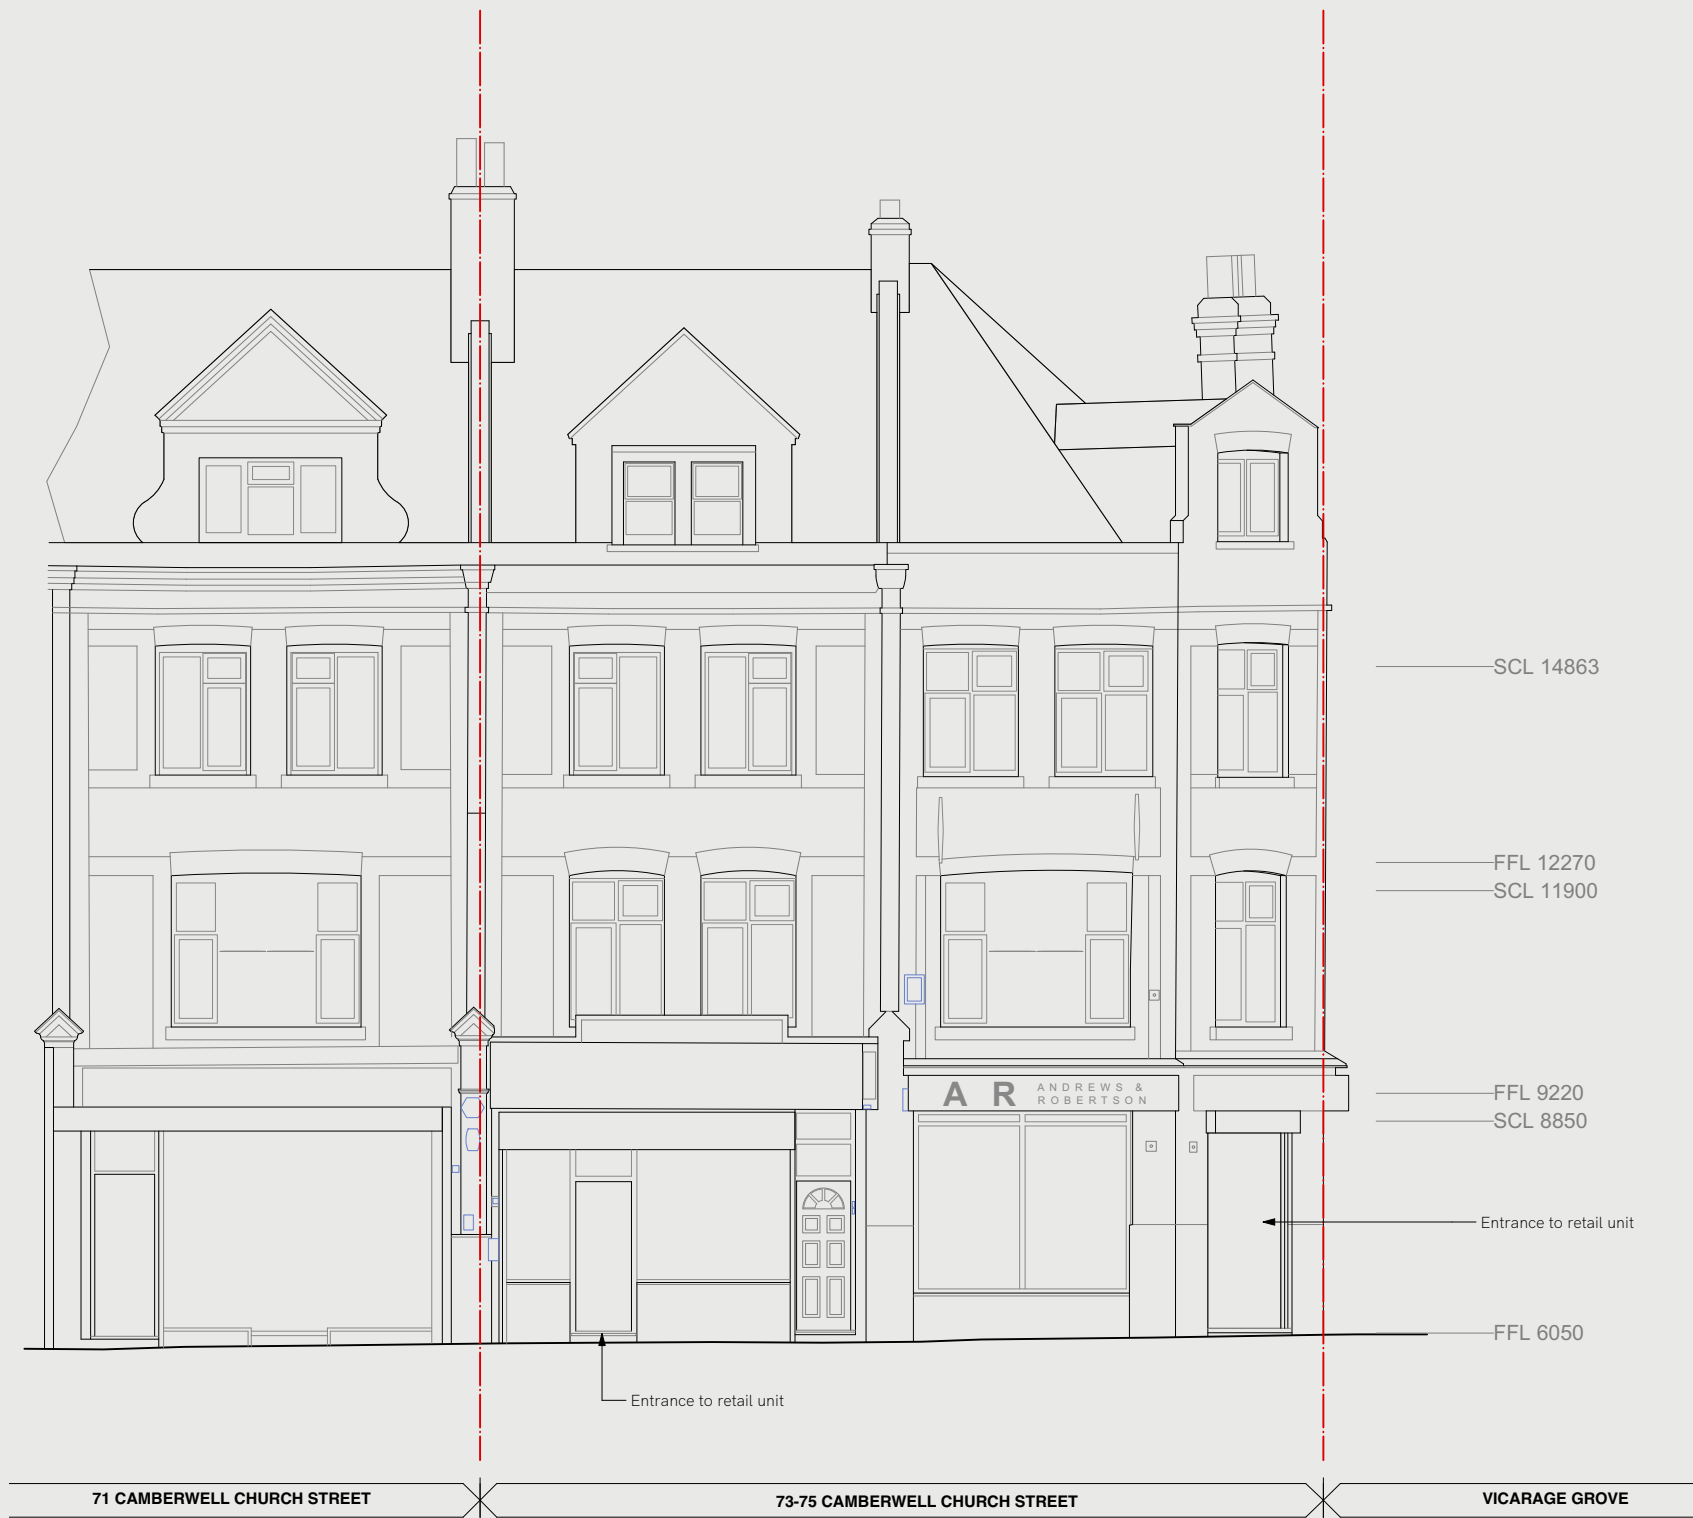 SCL 14863
FFL 12270
SCL 11900
A R ANDREWS &
ROBERTSON
FFL 9220
SCL 8850
Entrance to retail unit
FFL 6050
Entrance to retail unit
71 CAMBERWELL CHURCH STREET
73-75 CAMBERWELL CHURCH STREET
VICARAGE GROVE